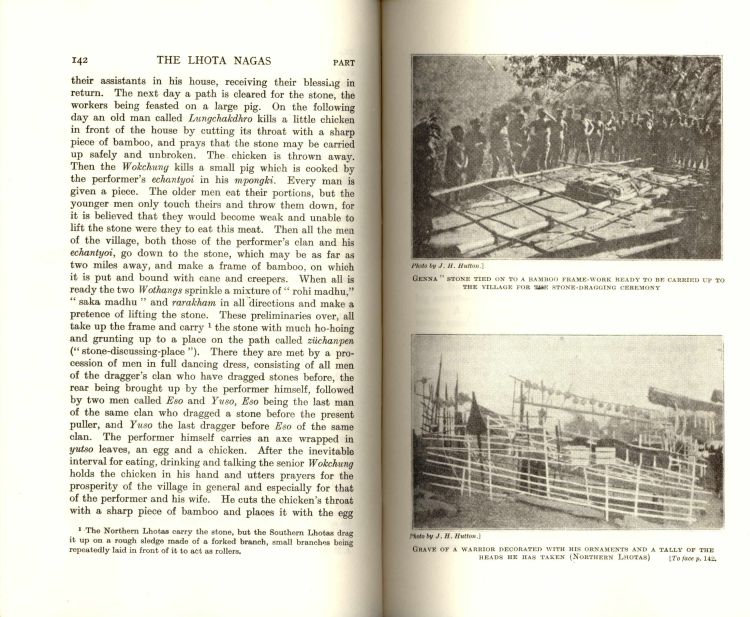 142 THE LHOTA NAGAS PART
their assistants in his house, receiving their blessing in
return. The next day a path is cleared for the stone, the
workers being feasted on a large pig. On the following
day an old man called Lungchakdhro kills a little chicken
in front of the house by cutting its throat with a sharp
piece of bamboo, and prays that the stone may be carried
up safely and unbroken. The chicken is thrown away.
Then the Wokchung kills a small pig which is cooked by
the performer's echantyoi in his mpongki. Every man is
given a piece. The older men eat their portions, but the
younger men only touch theirs and throw them down, for
it is believed that they would become weak and unable to
lift the stone were they to eat this meat. Then all the men
of the village, both those of the performer's clan and his
echantyoi, go down to the stone, which may be as far as
two miles away, and make a frame of bamboo, on which
it is put and bound with cane and creepers. When all is
ready the two Wothangs sprinkle a mixture of " rohi madhu,"
" saka madhu " and rarakham in all directions and make a
pretence of lifting the stone. These preliminaries over, all
take up the frame and carry ¹ the stone with much ho-hoing
and grunting up to a place on the path called züchanpen
(" stone-discussing-place "). There they are met by a pro-
cession of men in full dancing dress, consisting of all men
of the dragger's clan who have dragged stones before, the
rear being brought up by the performer himself, followed
by two men called Eso and Yuso, Eso being the last man
of the same clan who dragged a stone before the present
puller, and Yuso the last dragger before Eso of the same
clan. The performer himself carries an axe wrapped in
yutso leaves, an egg and a chicken. After the inevitable
interval for eating, drinking and talking the senior Wokchung
holds the chicken in his hand and utters prayers for the
prosperity of the village in general and especially for that
of the performer and his wife. He cuts the chicken's throat
with a sharp piece of bamboo and places it with the egg
¹ The Northern Lhotas carry the stone, but the Southern Lhotas drag
it up on a rough sledge made of a forked branch, small branches being
repeatedly laid in front of it to act as rollers.
Photo by J. H. Hutton.]
GENNA " STONE TIED ON TO A BAMBOO FRAME-WORK READY TO BE CARRIED UP TO
THE VILLAGE FOR THE STONE-DRAGGING CEREMONY
Photo by J. H. Hutton.]
GRAVE OF A WARRIOR DECORATED WITH HIS ORNAMENTS AND A TALLY OF THE
HEADS HE HAS TAKEN (NORTHERN LHOTAS) [To face p. 142.